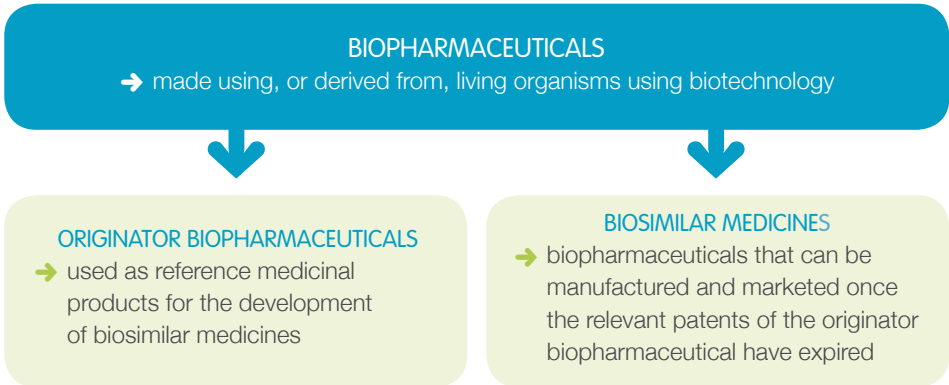 BIOPHARMACEUTICALS
➔ made using, or derived from, living organisms using biotechnology
ORIGINATOR BIOPHARMACEUTICALS
➔ used as reference medicinal
products for the development
of biosimilar medicines
BIOSIMILAR MEDICINES
➔ biopharmaceuticals that can be
manufactured and marketed once
the relevant patents of the originator
biopharmaceutical have expired